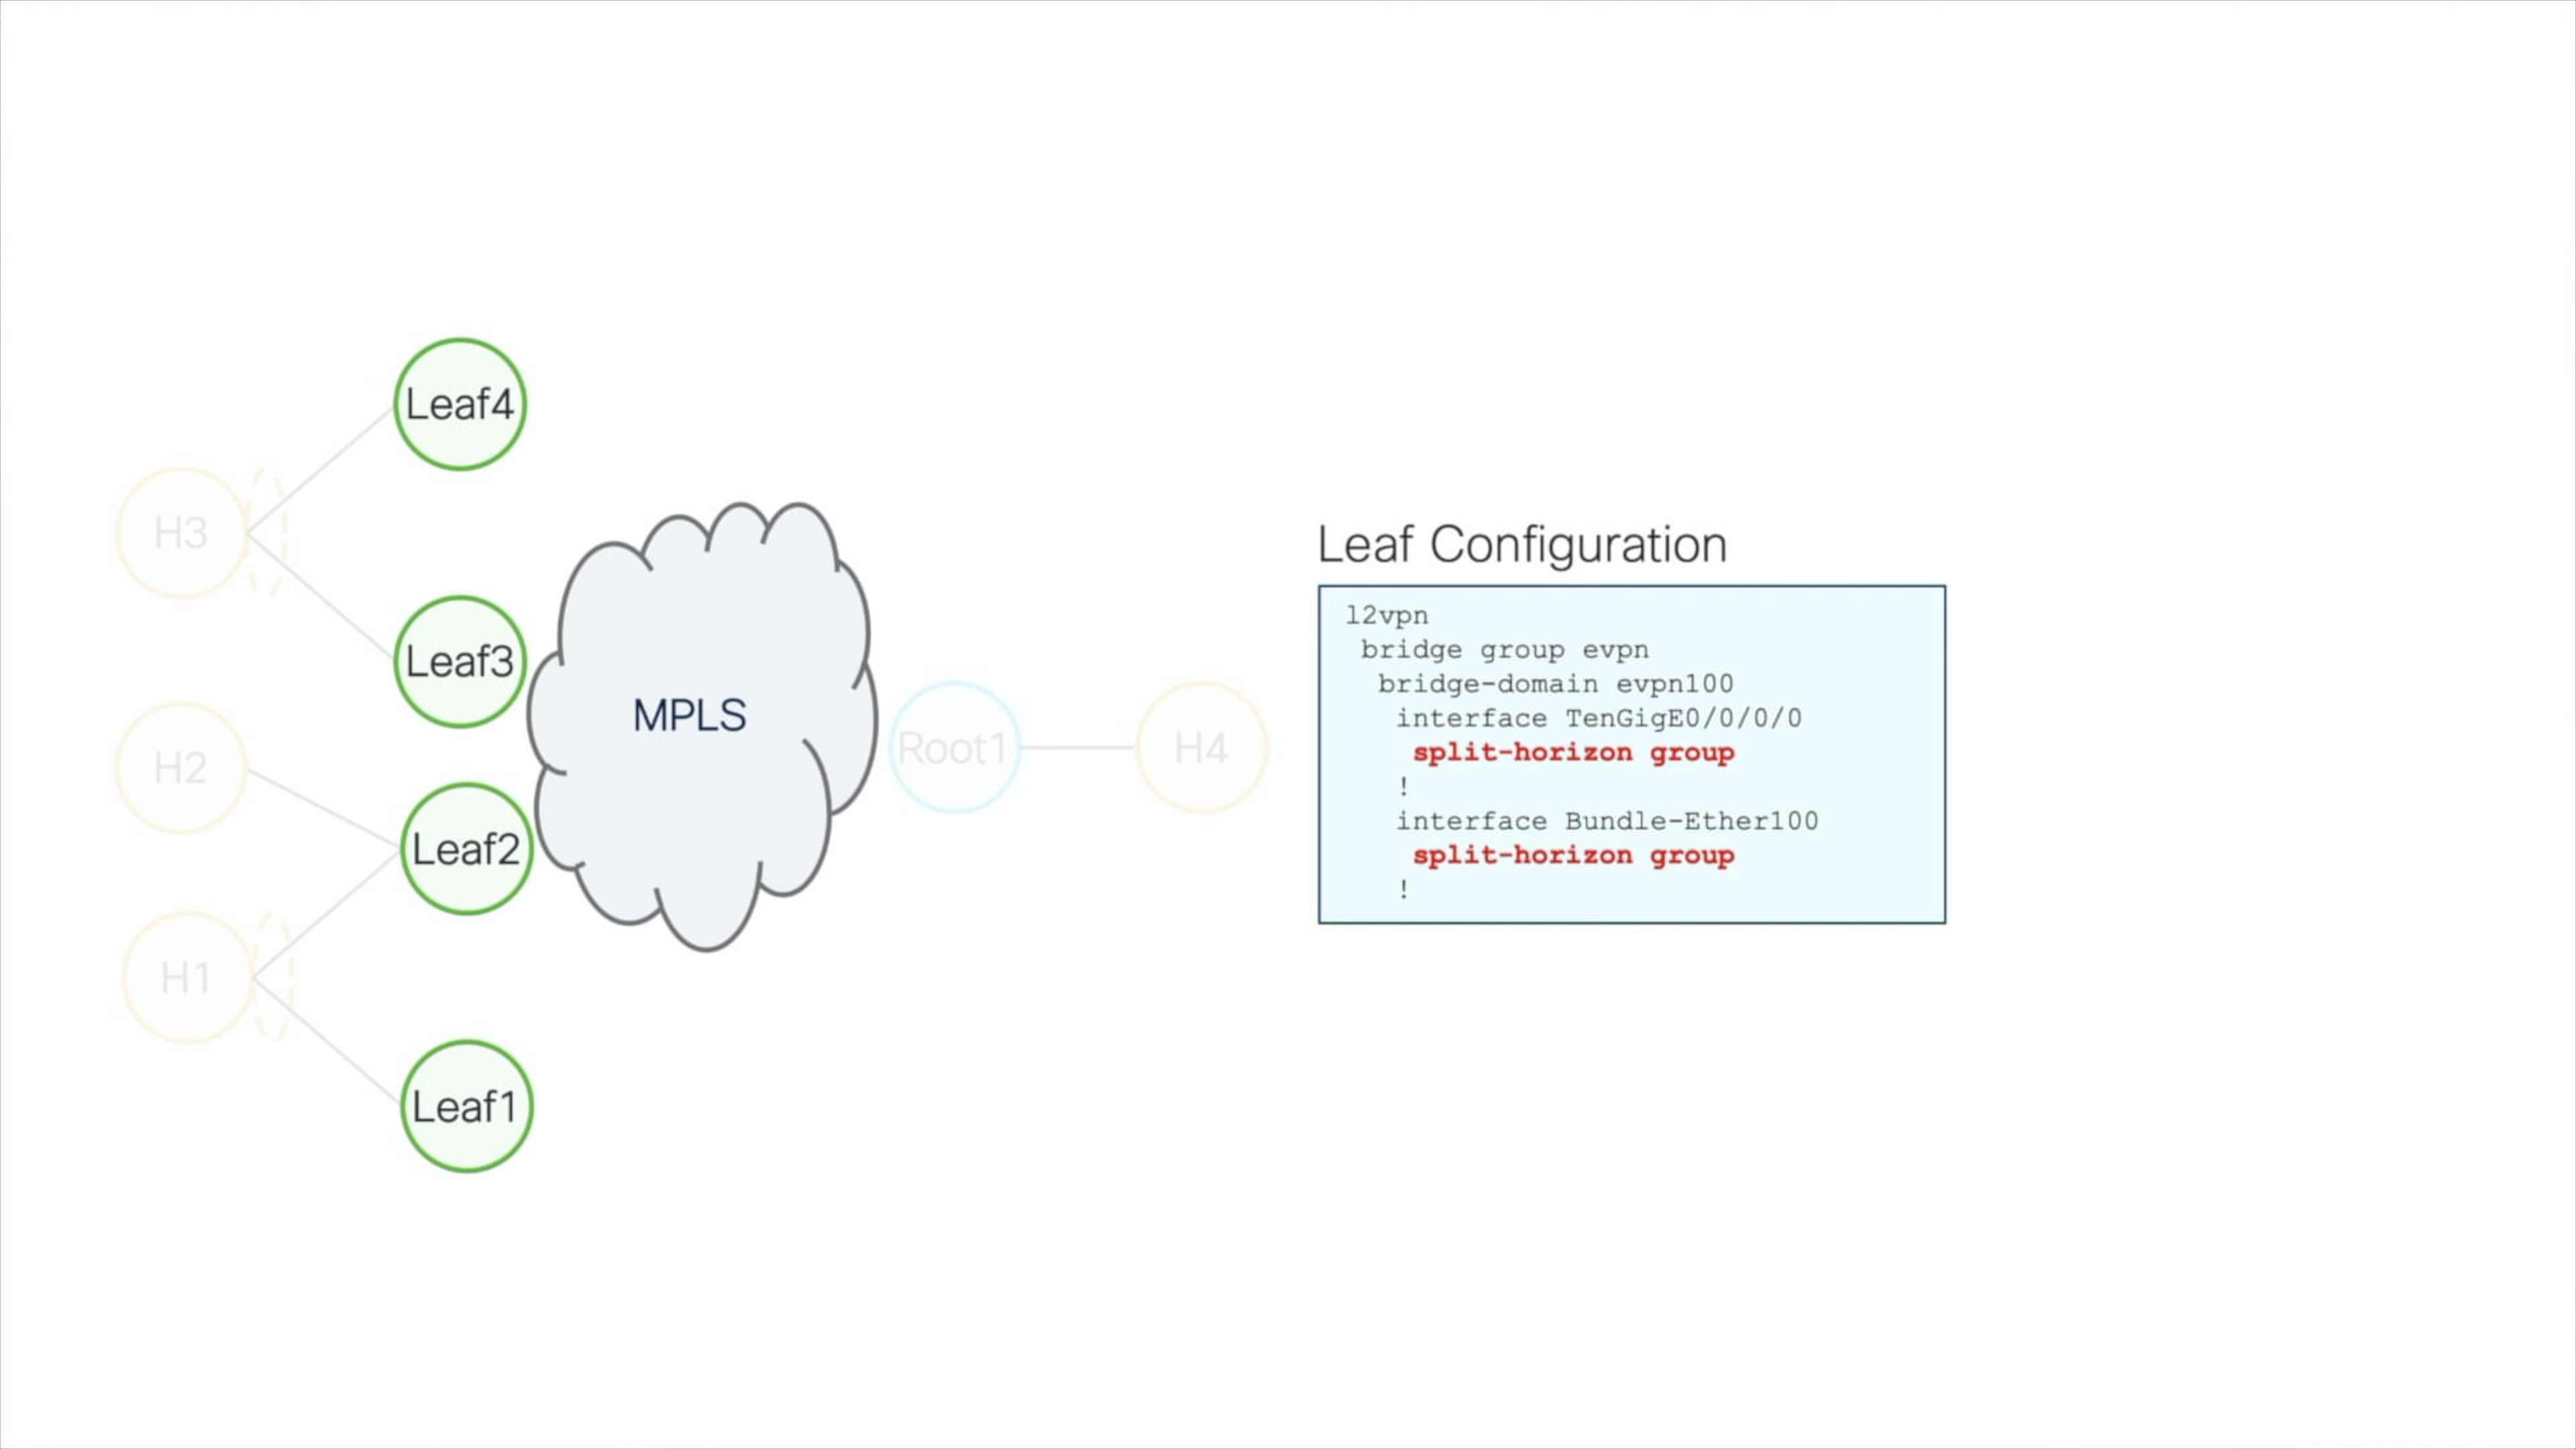 Leaf4
H3
Leaf3
MPLS
H2
Leaf2
H1
Leaf1
Root1
H4
Leaf Configuration
l2vpn
bridge group evpn
bridge-domain evpn100
interface TenGigE0/0/0/0
split-horizon group
!
interface Bundle-Ether100
split-horizon group
!